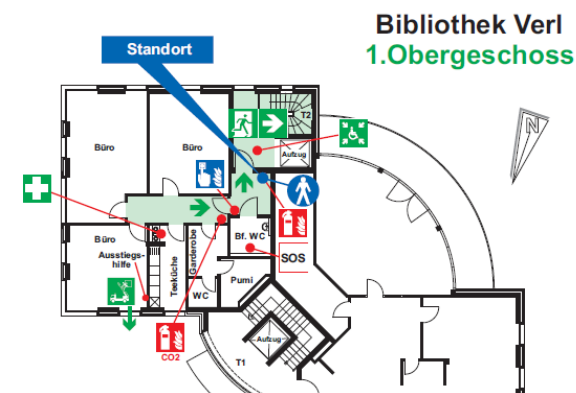 Bibliothek Verl
1.Obergeschoss
Standort
T2
Büro
Büro
Aufzug
N
Büro
Ausstiegs-
hilfe
Teeküche
Garderobe
Bf. WC
SOS
WC
Pumi
CO2
T1
Aufzug